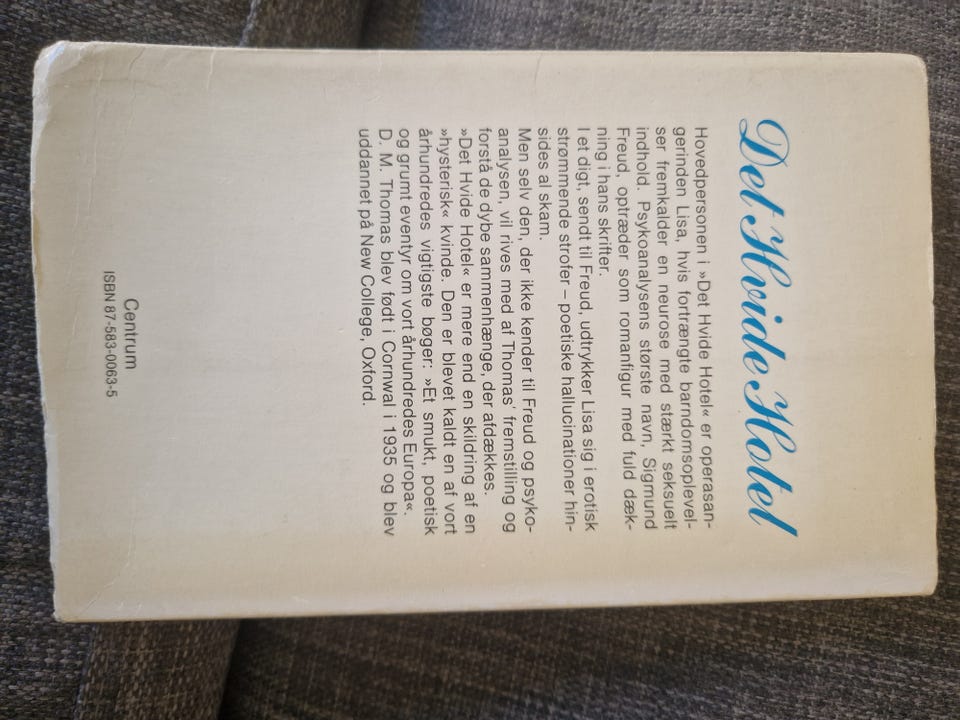 Det Hvide Hotel
Hovedpersonen i »Det Hvide Hotel« er operasan-
gerinden Lisa, hvis fortrængte barndomsoplevel-
ser fremkalder en neurose med stærkt seksuelt
indhold. Psykoanalysens største navn, Sigmund
Freud, optræder som romanfigur med fuld dæk-
ning i hans skrifter.
I et digt, sendt til Freud, udtrykker Lisa sig i erotisk
strømmende strofer – poetiske hallucinationer hin-
sides al skam.
Men selv den, der ikke kender til Freud og psyko-
analysen, vil rives med af Thomas' fremstilling og
forstå de dybe sammenhænge, der afdækkes.
»Det Hvide Hotel« er mere end en skildring af en
»hysterisk« kvinde. Den er blevet kaldt en af vort
århundredes vigtigste bøger: »Et smukt, poetisk
og grumt eventyr om vort århundredes Europa«.
D. M. Thomas blev født i Cornwal i 1935 og blev
uddannet på New College, Oxford.
Centrum
ISBN 87-583-0063-5